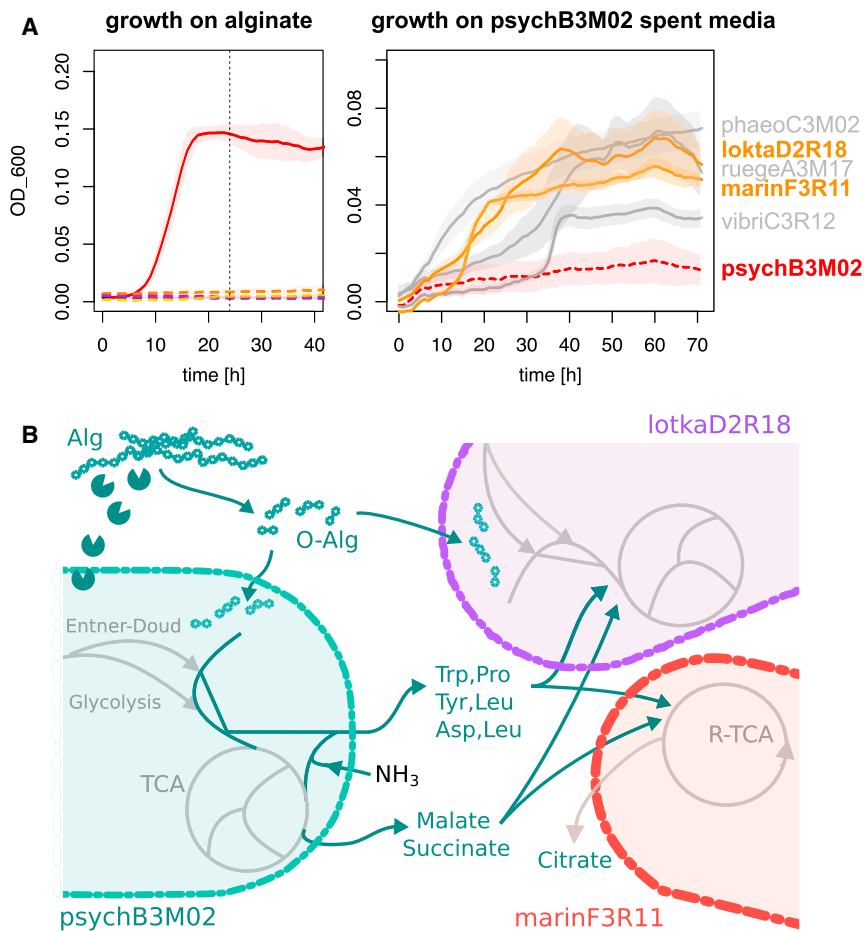 A
growth on alginate
growth on psychB3M02 spent media
OD_600
0.00
0.05
0.10
0.15
0.20
0
10
20
30
40
time [h]
0.00
0.04
0.08
0
10
20
30
40
50
60
70
time [h]
phaeoC3M02
loktaD2R18
ruegeA3M17
marinF3R11
vibriC3R12
psychB3M02
B
Alg
O-Alg
lotkaD2R18
Entner-Doud
Glycolysis
TCA
NH3
Trp,Pro
Tyr,Leu
Asp,Leu
Malate
Succinate
R-TCA
Citrate
psychB3M02
marinF3R11